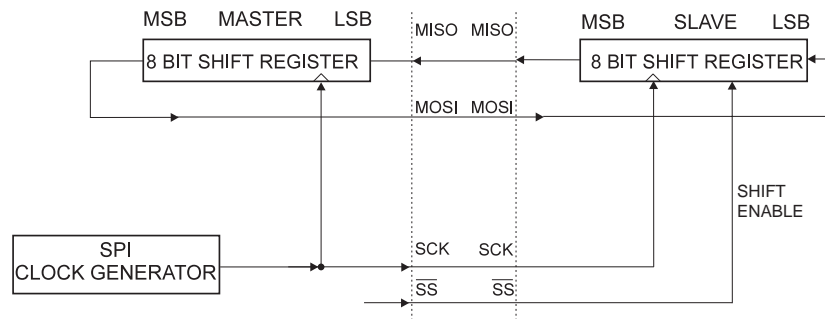 MSB MASTER LSB
MISO MISO
MSB SLAVE LSB
8 BIT SHIFT REGISTER
8 BIT SHIFT REGISTER
MOSI MOSI
SHIFT
ENABLE
SPI
CLOCK GENERATOR
SCK SCK
SS SS